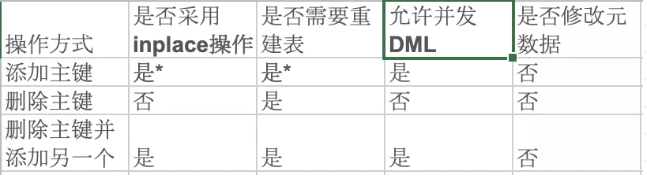 操作方式 是否采用inplace操作 是否需要重建表 允许并发DML 是否修改元数据
添加主键 是* 是* 是 否
删除主键 否 是 否 否
删除主键并添加另一个 是 是 是 否